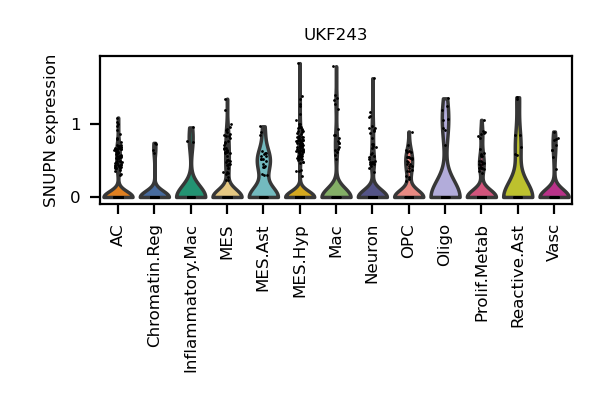 UKF243
SNUPN expression
1
0
AC
Chromatin.Reg
Inflammatory.Mac
MES
MES.Ast
MES.Hyp
Mac
Neuron
OPC
Oligo
Prolif.Metab
Reactive.Ast
Vasc